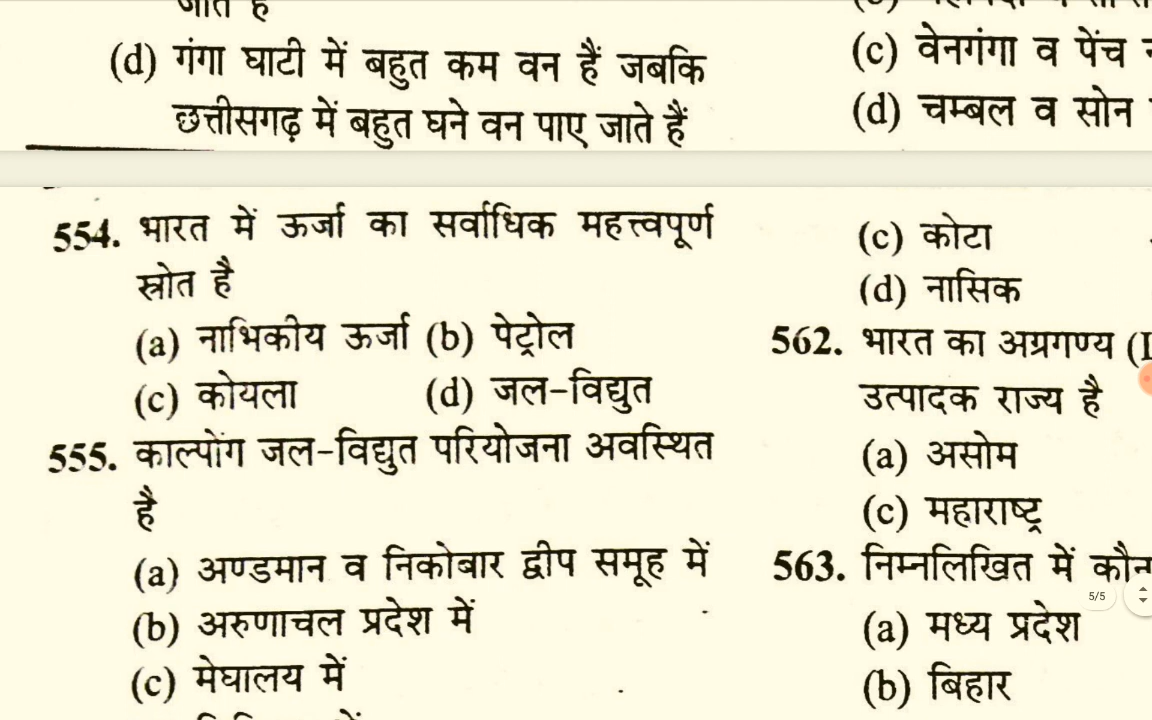 (d) गंगा घाटी में बहुत कम वन हैं जबकि
छत्तीसगढ़ में बहुत घने वन पाए जाते हैं
554. भारत में ऊर्जा का सर्वाधिक महत्त्वपूर्ण
स्रोत है
(a) नाभिकीय ऊर्जा (b) पेट्रोल
(c) कोयला (d) जल-विद्युत
555. काल्पोंग जल-विद्युत परियोजना अवस्थित
है
(a) अण्डमान व निकोबार द्वीप समूह में
(b) अरुणाचल प्रदेश में
(c) मेघालय में
(c) वेनगंगा व पेंच
(d) चम्बल व सोन
(c) कोटा
(d) नासिक
562. भारत का अग्रगण्य
उत्पादक राज्य है
(a) असोम
(c) महाराष्ट्र
563. निम्नलिखित में कौन
(a) मध्य प्रदेश
(b) बिहार
5/5